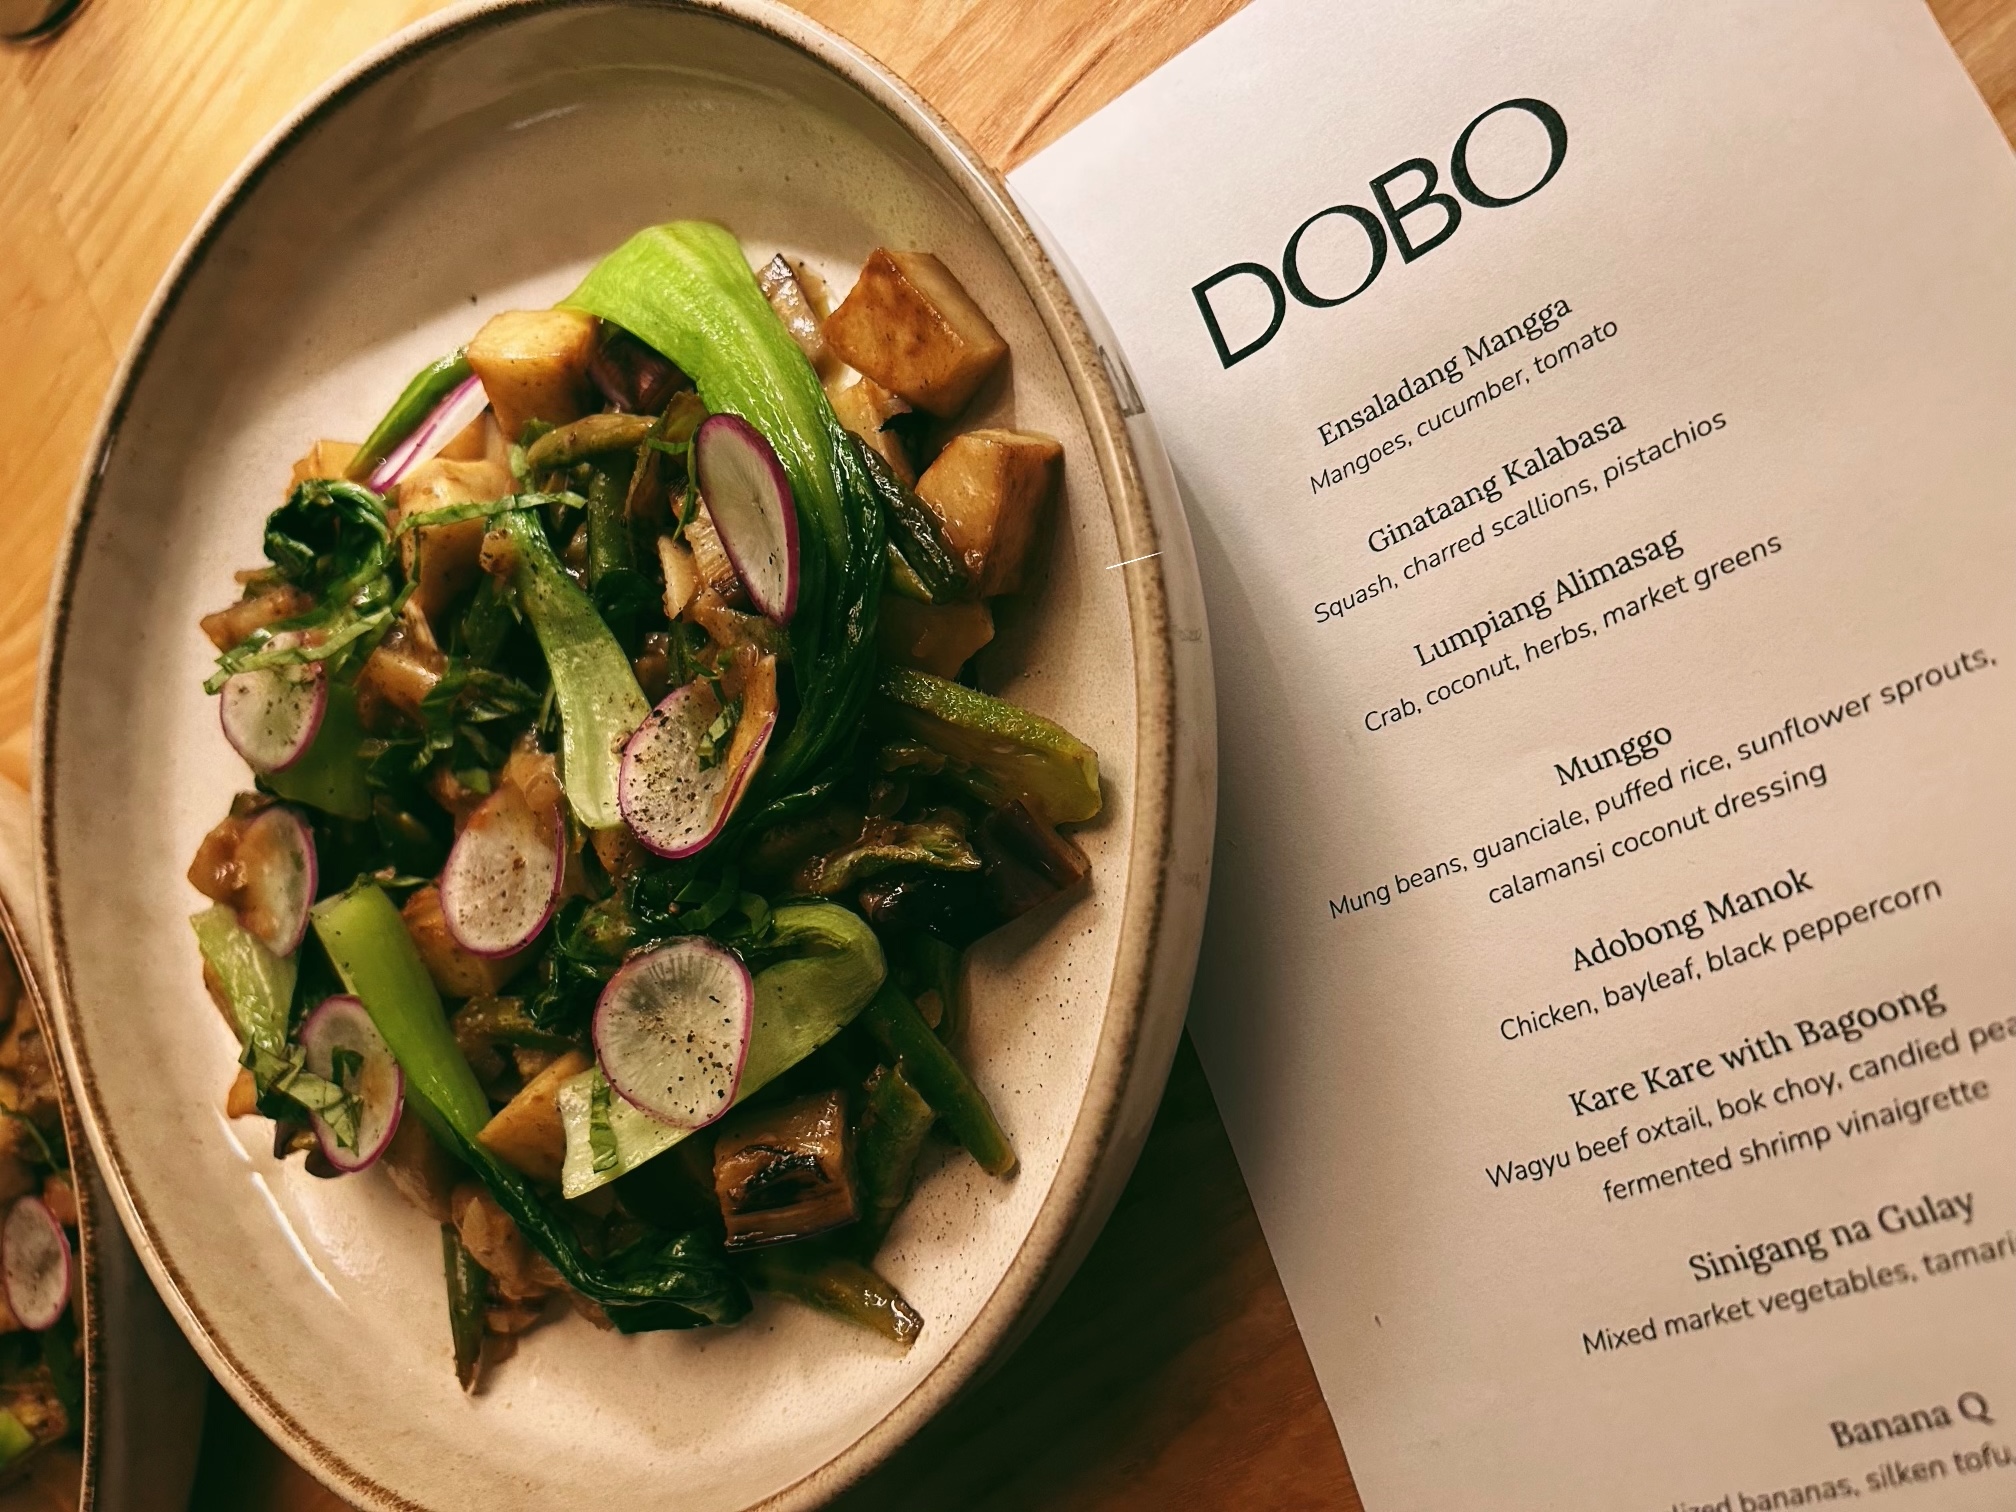 DOBO
Ensaladang Mangga
Mangoes, cucumber, tomato
Ginataang Kalabasa
Squash, charred scallions, pistachios
Lumpiang Alimasag
Crab, coconut, herbs, market greens
Munggo
Mung beans, guanciale, puffed rice, sunflower sprouts,
calamansi coconut dressing
Adobong Manok
Chicken, bayleaf, black peppercorn
Kare Kare with Bagoong
Wagyu beef oxtail, bok choy, candied
fermented shrimp vinaigrette
Sinigang na Gulay
Mixed market vegetables,
Banana Q
bananas, silken tofu,